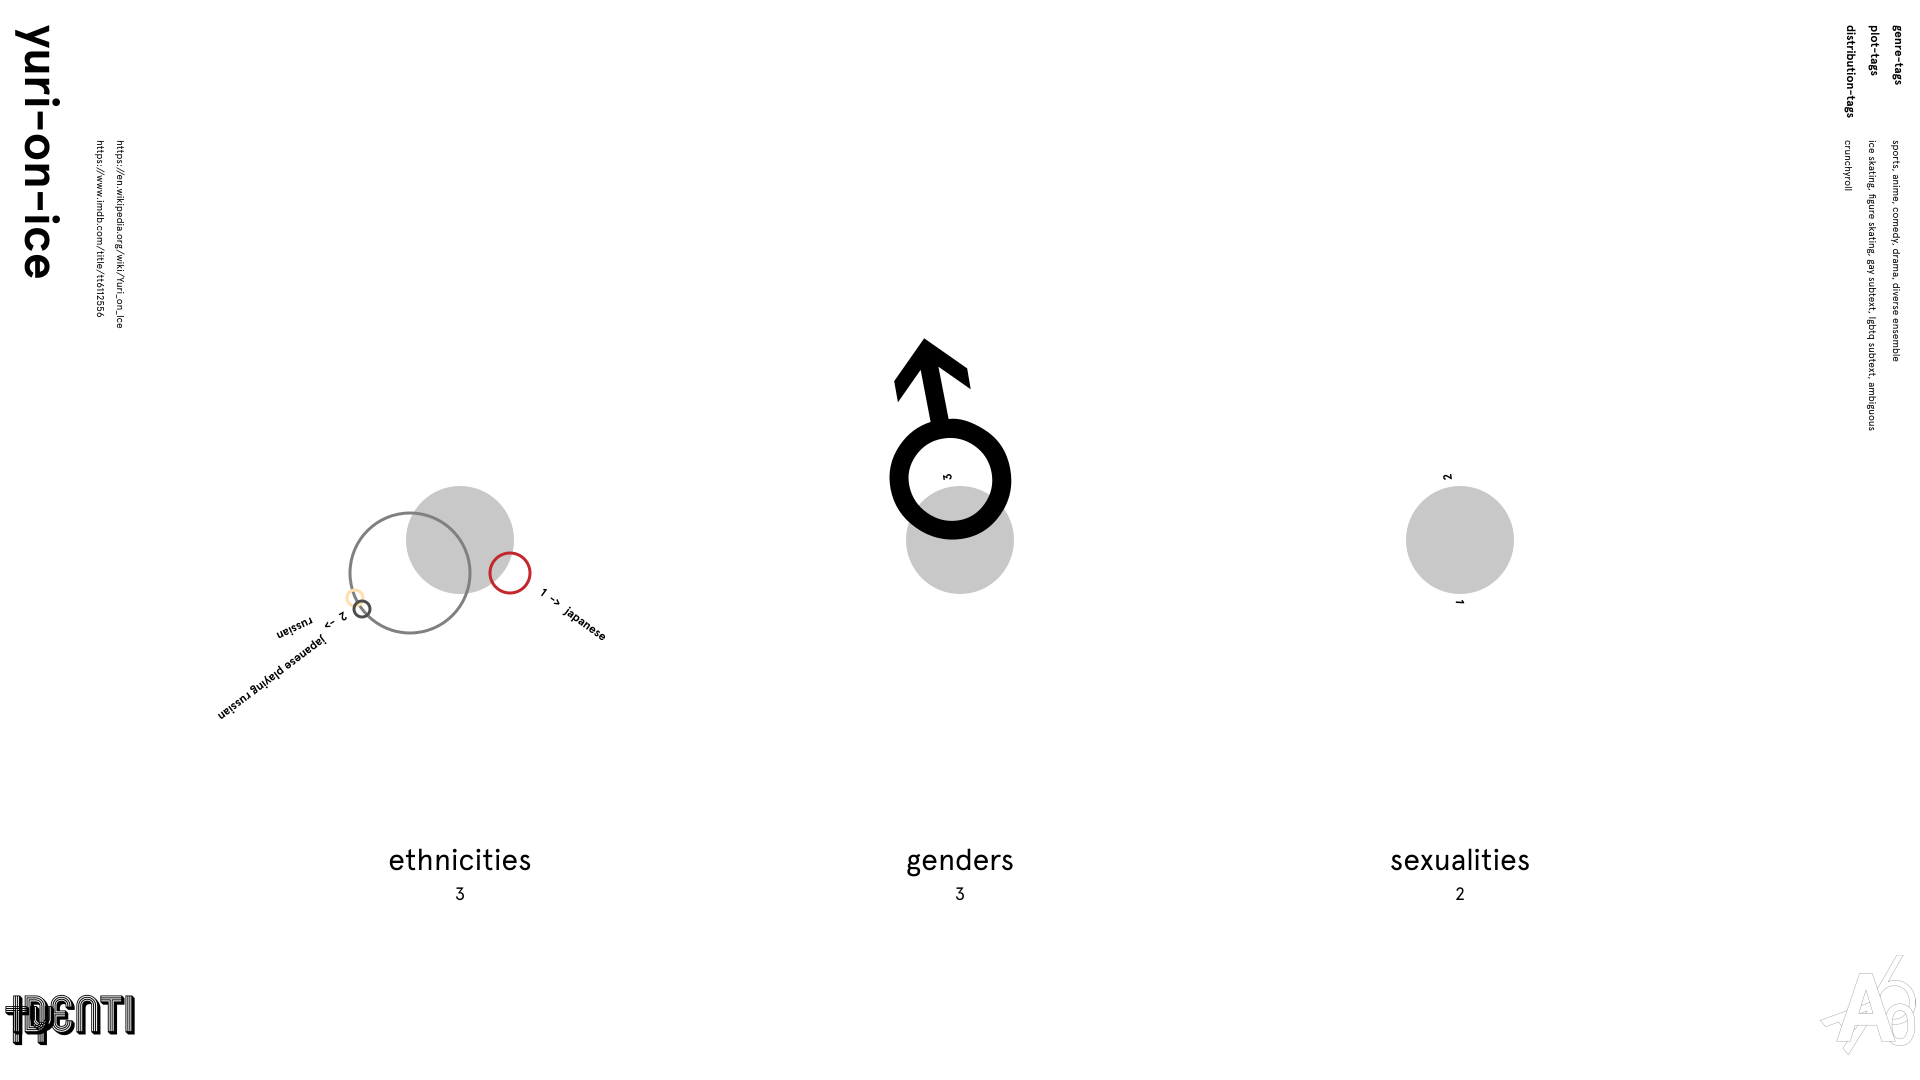 yuri-on-ice
https://en.wikipedia.org/wiki/Yuri_on_Ice
https://www.imdb.com/title/tt6112556
genre-tags
sports, anime, comedy, drama, diverse ensemble
plot-tags
ice skating, figure skating, gay subtext, lgbtq subtext, ambiguous
distribution-tags
crunchyroll
1 -> japanese
2 ->
russian
japanese playing russian
ethnicities
3
3
genders
3
2
1
sexualities
2
IDENTI